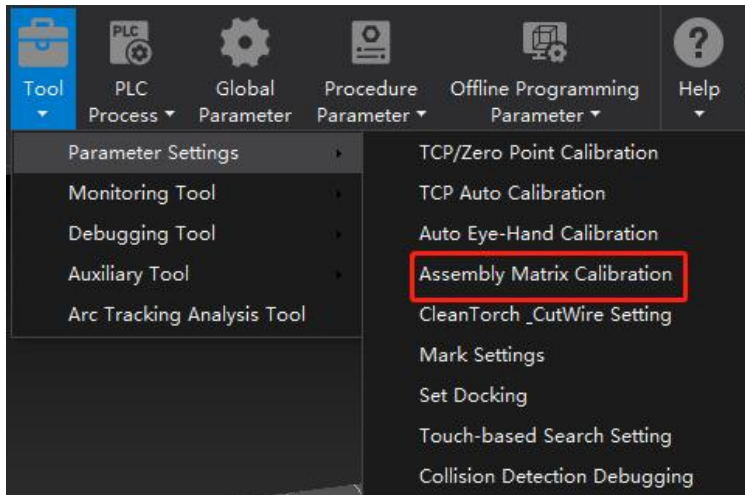 PLC
Tool
PLC Process
Global Parameter
Procedure Parameter
Offline Programming Parameter
Help
Parameter Settings
Monitoring Tool
Debugging Tool
Auxiliary Tool
Arc Tracking Analysis Tool
TCP/Zero Point Calibration
TCP Auto Calibration
Auto Eye-Hand Calibration
Assembly Matrix Calibration
CleanTorch _CutWire Setting
Mark Settings
Set Docking
Touch-based Search Setting
Collision Detection Debugging